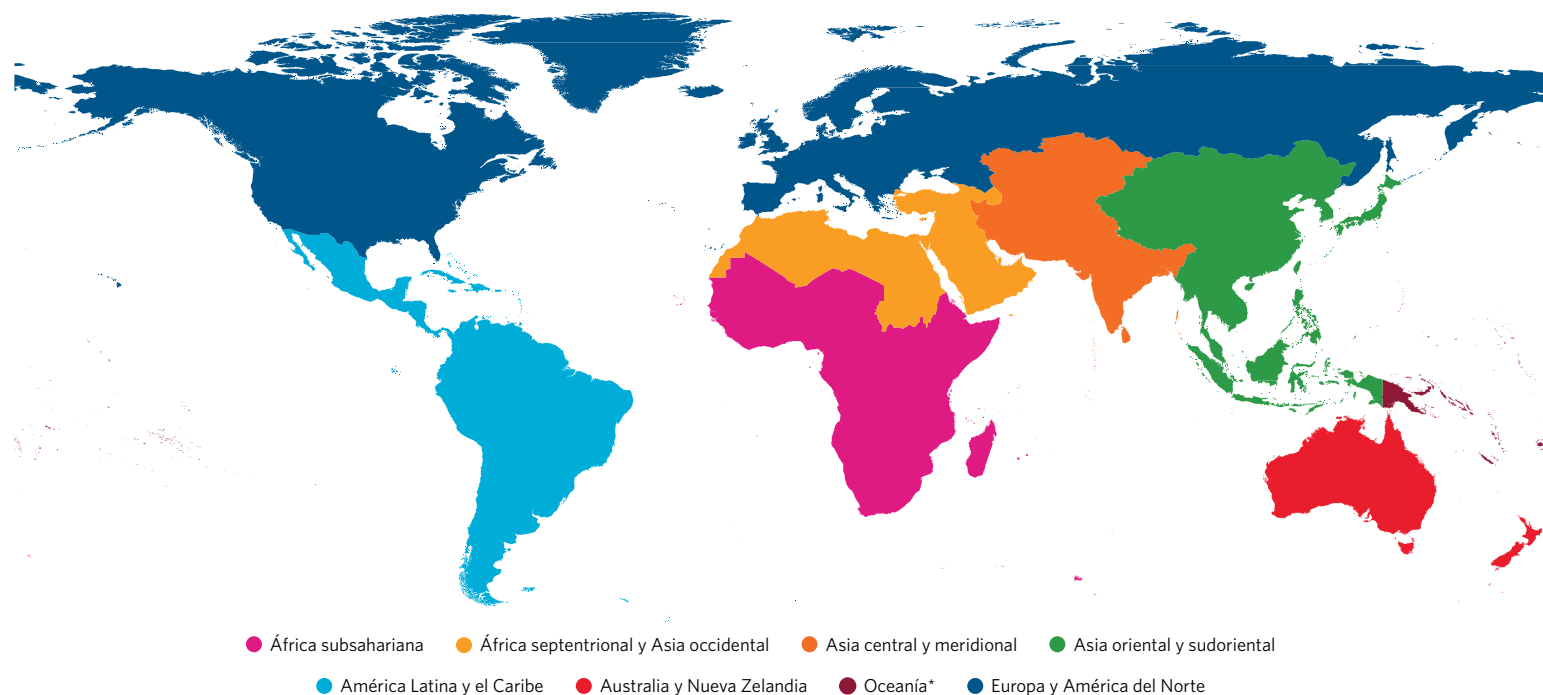 África subsahariana África septentrional y Asia occidental Asia central y meridional Asia oriental y sudoriental
América Latina y el Caribe Australia y Nueva Zelandia Oceanía* Europa y América del Norte